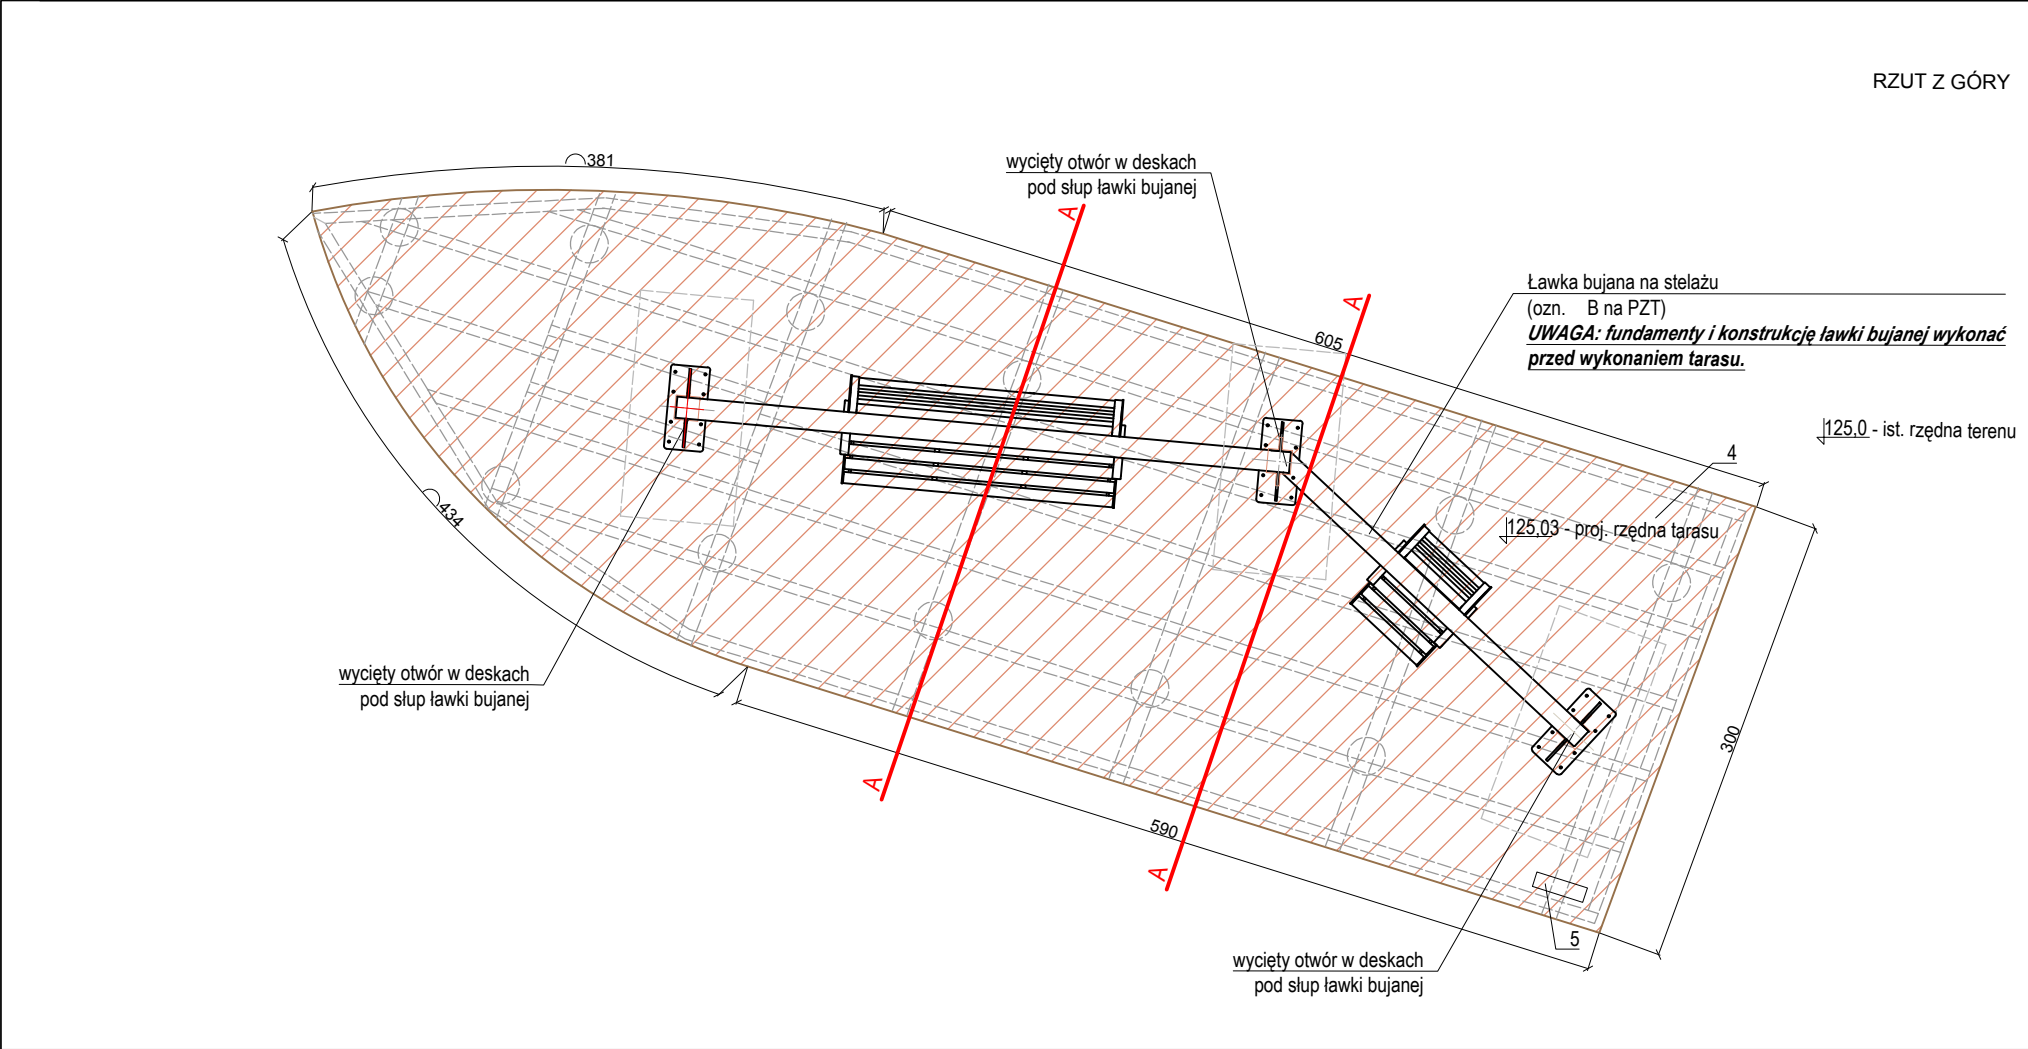 RZUT Z GÓRY
381
wycięty otwór w deskach
pod słup ławki bujanej
A
A
Ławka bujana na stelażu
(ozn. B na PZT)
UWAGA: fundamenty i konstrukcję ławki bujanej wykonać
przed wykonaniem tarasu.
605
125,0 - ist. rzędna terenu
4
125,03 - proj. rzędna tarasu
434
wycięty otwór w deskach
pod słup ławki bujanej
300
A
590
A
5
wycięty otwór w deskach
pod słup ławki bujanej